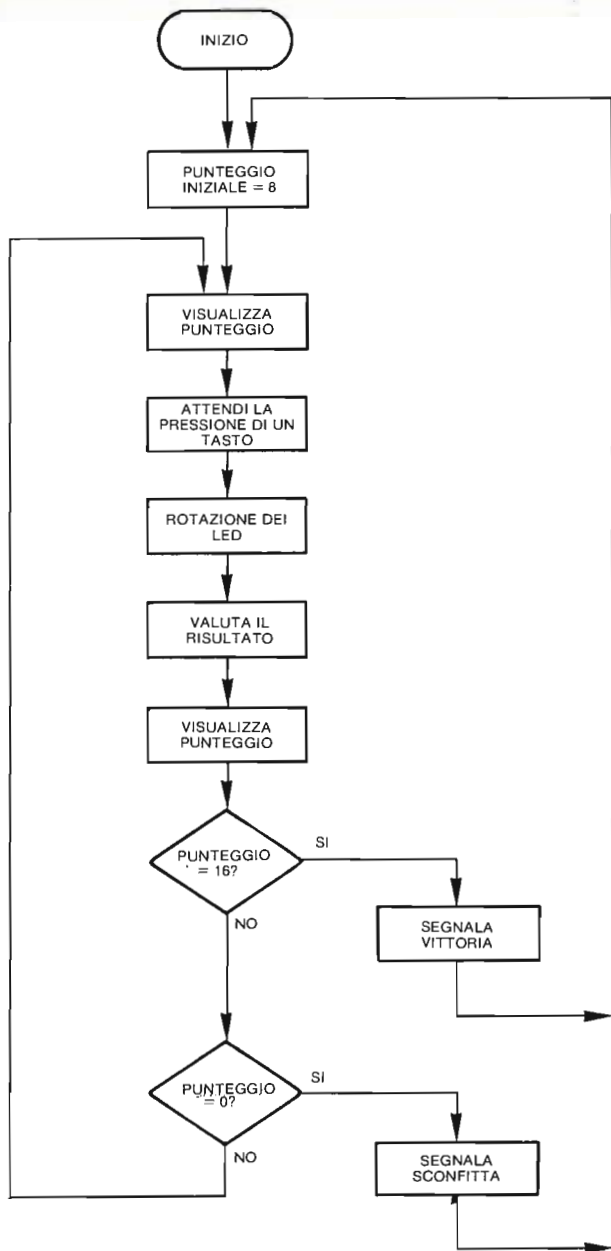 INIZIO
PUNTEGGIO
INIZIALE = 8
VISUALIZZA
PUNTEGGIO
ATTENDI LA
PRESSIONE DI UN
TASTO
ROTAZIONE DEI
LED
VALUTA IL
RISULTATO
VISUALIZZA
PUNTEGGIO
PUNTEGGIO
= 16?
SI
NO
SEGNALA
VITTORIA
PUNTEGGIO
= 0?
SI
NO
SEGNALA
SCONFITTA